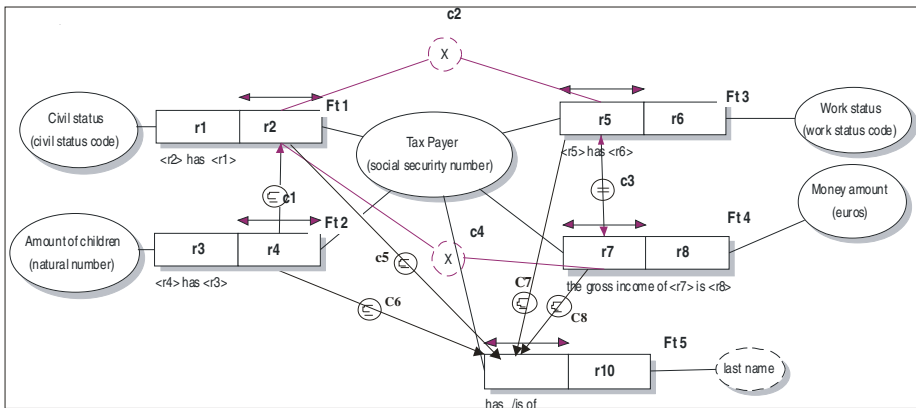 c2
X
Ft 1
Ft 3
Civil status
(civil status code)
r1
r2
r5
r6
Work status
(work status code)
Tax Payer
(social securirty number)
<r2> has <r1>
<r5> has <r6>
⊆
c1
=
c3
Money amount
(euros)
Ft 2
c4
Ft 4
Amount of children
(natural number)
r3
r4
r7
r8
c5
⊆
X
<r4> has <r3>
the gross income of <r7> is <r8>
C7
⊆
C6
⊆
⊆
C8
Ft 5
r10
last name
has /is of